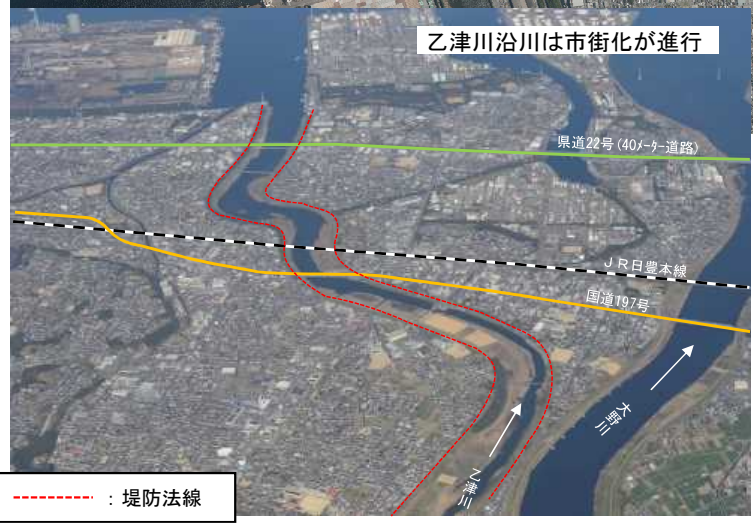 乙津川沿川は市街化が進行
県道22号(40メーター道路)
JR日豊本線
国道197号
大野川
乙津川
：堤防法線